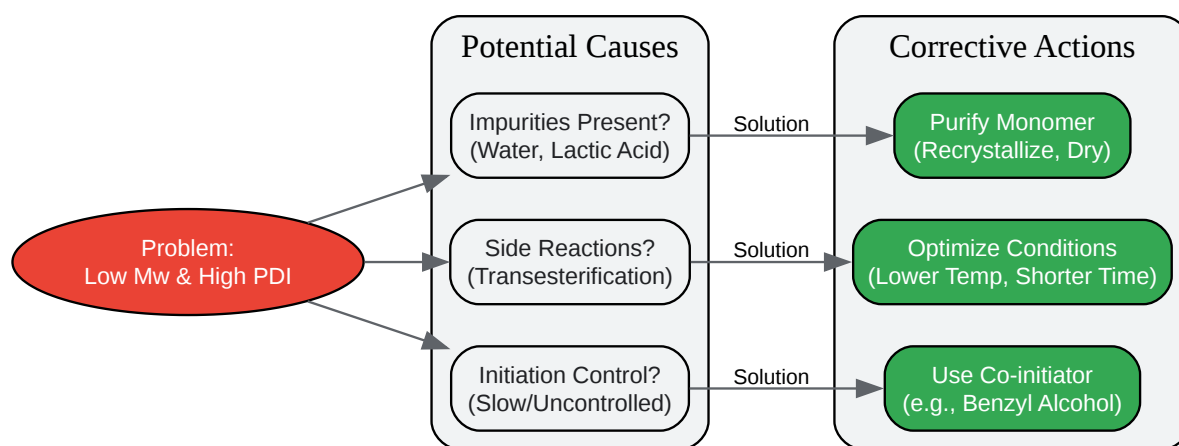 Potential Causes
Corrective Actions
Impurities Present?
(Water, Lactic Acid)
Solution
Purify Monomer
(Recrystallize, Dry)
Problem:
Low Mw & High PDI
Side Reactions?
(Transesterification)
Solution
Optimize Conditions
(Lower Temp, Shorter Time)
Initiation Control?
(Slow/Uncontrolled)
Solution
Use Co-initiator
(e.g., Benzyl Alcohol)